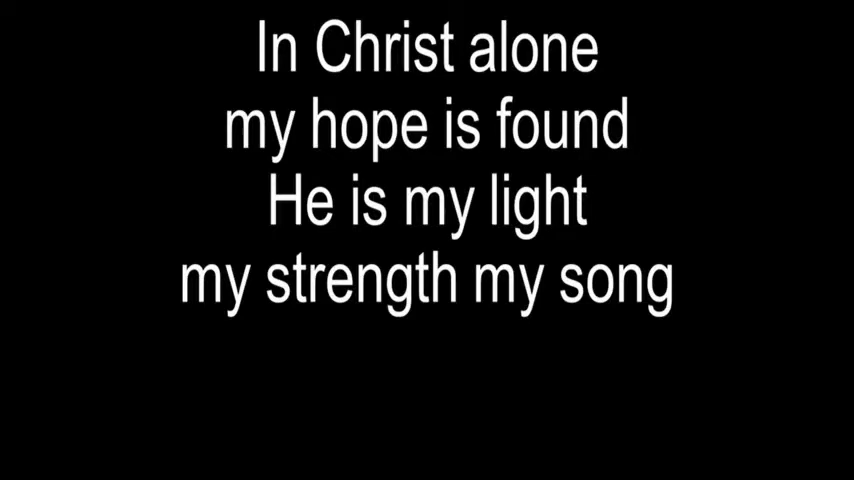 In Christ alone
my hope is found
He is my light
my strength my song